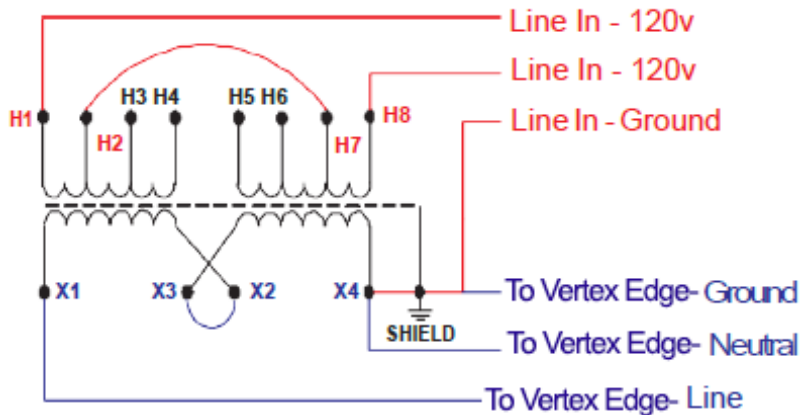 Line In - 120v
Line In - 120v
H3 H4
H5 H6
H1
H8
Line In - Ground
H2
H7
X1
X3
X2
X4
To Vertex Edge- Ground
SHIELD
To Vertex Edge- Neutral
To Vertex Edge- Line